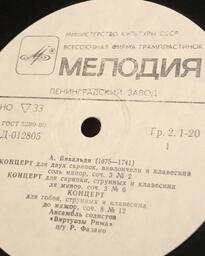 МИНИСТЕРСТВО КУЛЬТУРЫ СССР
ВСЕСОЮЗНАЯ ФИРМА ГРАМПЛАСТИНОК
МЕЛОДИЯ
ЛЕНИНГРАДСКИЙ ЗАВОД
НО ▽33
ГОСТ 5289-80
Д-012805
Гр. 2. 1-20
1
А. Вивальди (1675—1741)
КОНЦЕРТ для двух скрипок, виолончели и клавесина
соль минор, соч. 3 № 2
КОНЦЕРТ для скрипки, струнных и клавесина
ля минор, соч. 3 № 6
КОНЦЕРТ
для гобоя, струнных и клавесина
до мажор, соч. 8 № 12
Ансамбль солистов
«Виртуозы Рима»
п/у Р. Фазано